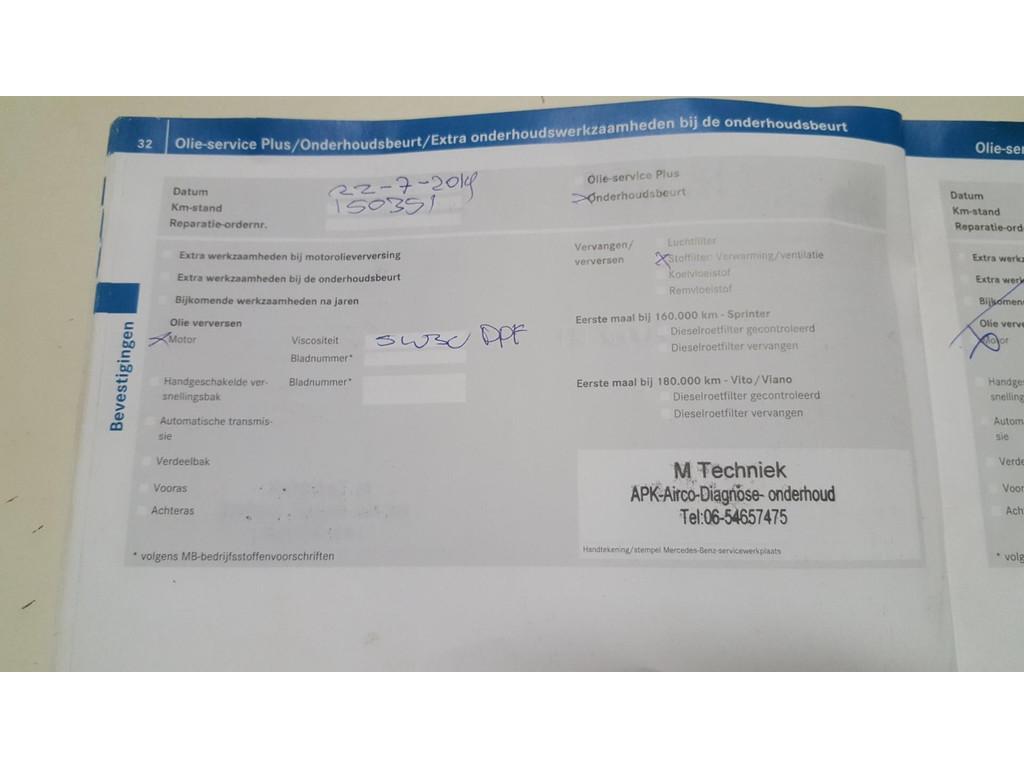 32 Olie-service Plus/Onderhoudsbeurt/Extra onderhoudswerkzaamheden bij de onderhoudsbeurt
Datum 22-7-2019
Km-stand 150351
Reparatie-ordernr.
Olie-service Plus
Onderhoudsbeurt
Extra werkzaamheden bij motorolieverversing
Extra werkzaamheden bij de onderhoudsbeurt
Bijkomende werkzaamheden na jaren
Olie verversen
Motor Viscositeit 5W30 DPF
Bladnummer*
Handgeschakelde ver- Bladnummer*
snellingsbak
Automatische transmis-
sie
Verdeelbak
Vooras
Achteras
* volgens MB-bedrijfsstoffenvoorschriften
Vervangen/ Luchtfilter
verversen Stoffilter: Verwarming/ventilatie
Koelvloeistof
Remvloeistof
Eerste maal bij 160.000 km - Sprinter
Dieselroetfilter gecontroleerd
Dieselroetfilter vervangen
Eerste maal bij 180.000 km - Vito/Viano
Dieselroetfilter gecontroleerd
Dieselroetfilter vervangen
M Techniek
APK-Airco-Diagnose- onderhoud
Tel:06-54657475
Handtekening/stempel Mercedes-Benz-servicewerkplaats
Bevestigingen
Olie-ser
Datum
Km-stand
Reparatie-ord
Extra werk
Extra werk
Bijkomen
Olie verve
Motor
Handges
snelling
Autom
sie
Verde
Voor
Ach
* volg